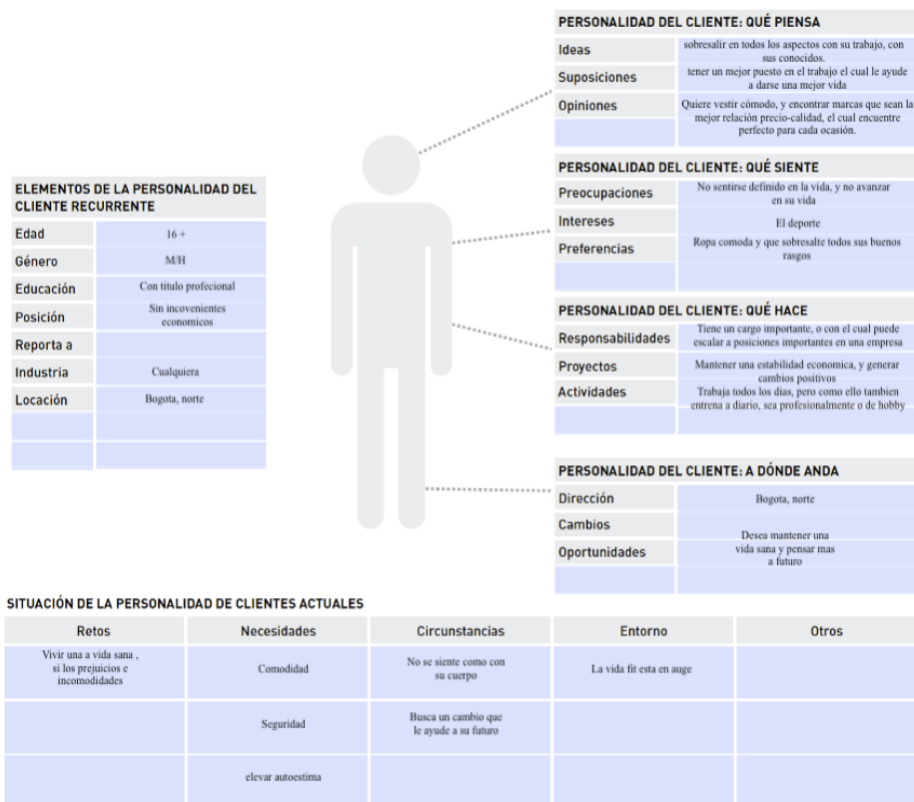 PERSONALIDAD DEL CLIENTE: QUÉ PIENSA
Ideas
sobresalir en todos los aspectos con su trabajo, con
sus conocidos.
Suposiciones
tener un mejor puesto en el trabajo el cual le ayude
a darse una mejor vida
Opiniones
Quiere vestir cómodo, y encontrar marcas que sean la
mejor relación precio-calidad, el cual encuentre
perfecto para cada ocasión.
PERSONALIDAD DEL CLIENTE: QUÉ SIENTE
Preocupaciones
No sentirse definido en la vida, y no avanzar
en su vida
Intereses
El deporte
Preferencias
Ropa comoda y que sobresalte todos sus buenos
rasgos
ELEMENTOS DE LA PERSONALIDAD DEL
CLIENTE RECURRENTE
Edad
16 +
Género
M/H
Educación
Con titulo profecional
Posición
Sin incovenientes
economicos
Reporta a
Industria
Cualquiera
Locación
Bogota, norte
PERSONALIDAD DEL CLIENTE: QUÉ HACE
Responsabilidades
Tiene un cargo importante, o con el cual puede
escalar a posiciones importantes en una empresa
Proyectos
Mantener una estabilidad economica, y generar
cambios positivos
Actividades
Trabaja todos los dias, pero como ello tambien
entrena a diario, sea profesionalmente o de hobby
PERSONALIDAD DEL CLIENTE: A DÓNDE ANDA
Dirección
Bogota, norte
Cambios
Oportunidades
Desea mantener una
vida sana y pensar mas
a futuro
SITUACIÓN DE LA PERSONALIDAD DE CLIENTES ACTUALES
Retos Necesidades Circunstancias Entorno Otros
Vivir una a vida sana ,
si los prejuicios e
incomodidades
Comodidad
No se siente como con
su cuerpo
La vida fit esta en auge
Seguridad
Busca un cambio que
le ayude a su futuro
elevar autoestima